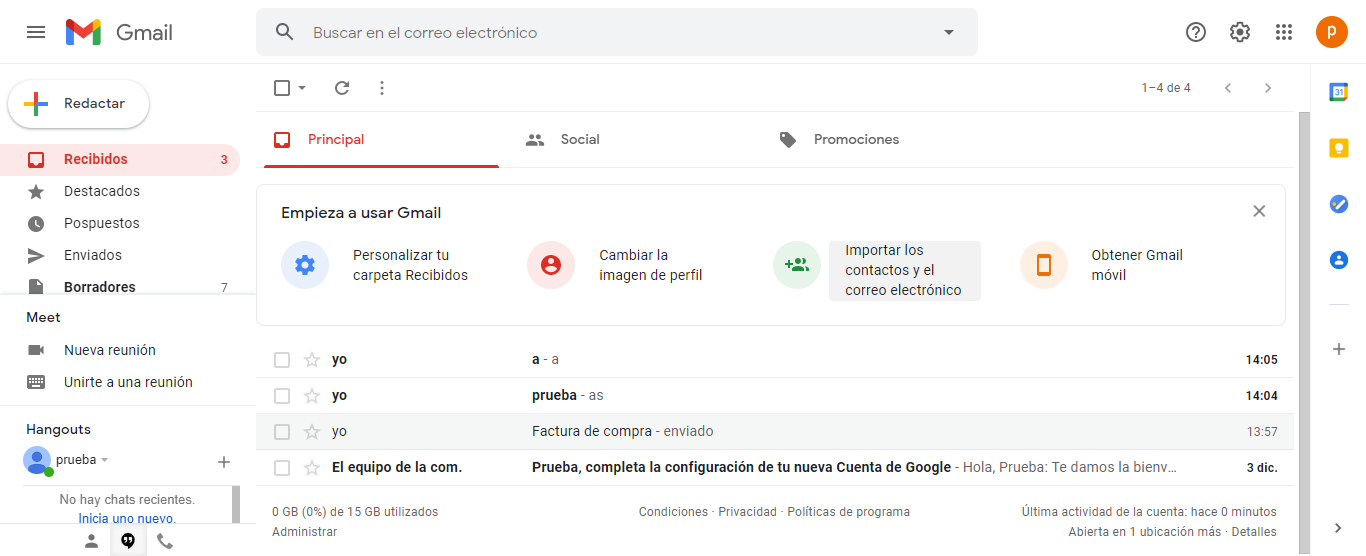 Gmail
Buscar en el correo electrónico
p
Redactar
1–4 de 4
31
Principal
Social
Promociones
Recibidos 3
Destacados
Pospuestos
Enviados
Borradores 7
Empieza a usar Gmail
Personalizar tu
carpeta Recibidos
Cambiar la
imagen de perfil
Importar los
contactos y el
correo electrónico
Obtener Gmail
móvil
Meet
Nueva reunión
Unirte a una reunión
Hangouts
prueba
No hay chats recientes.
Inicia uno nuevo.
yo a - a 14:05
yo prueba - as 14:04
yo Factura de compra - enviado 13:57
El equipo de la com. Prueba, completa la configuración de tu nueva Cuenta de Google - Hola, Prueba: Te damos la bienv… 3 dic.
0 GB (0%) de 15 GB utilizados
Administrar
Condiciones · Privacidad · Políticas de programa
Última actividad de la cuenta: hace 0 minutos
Abierta en 1 ubicación más · Detalles